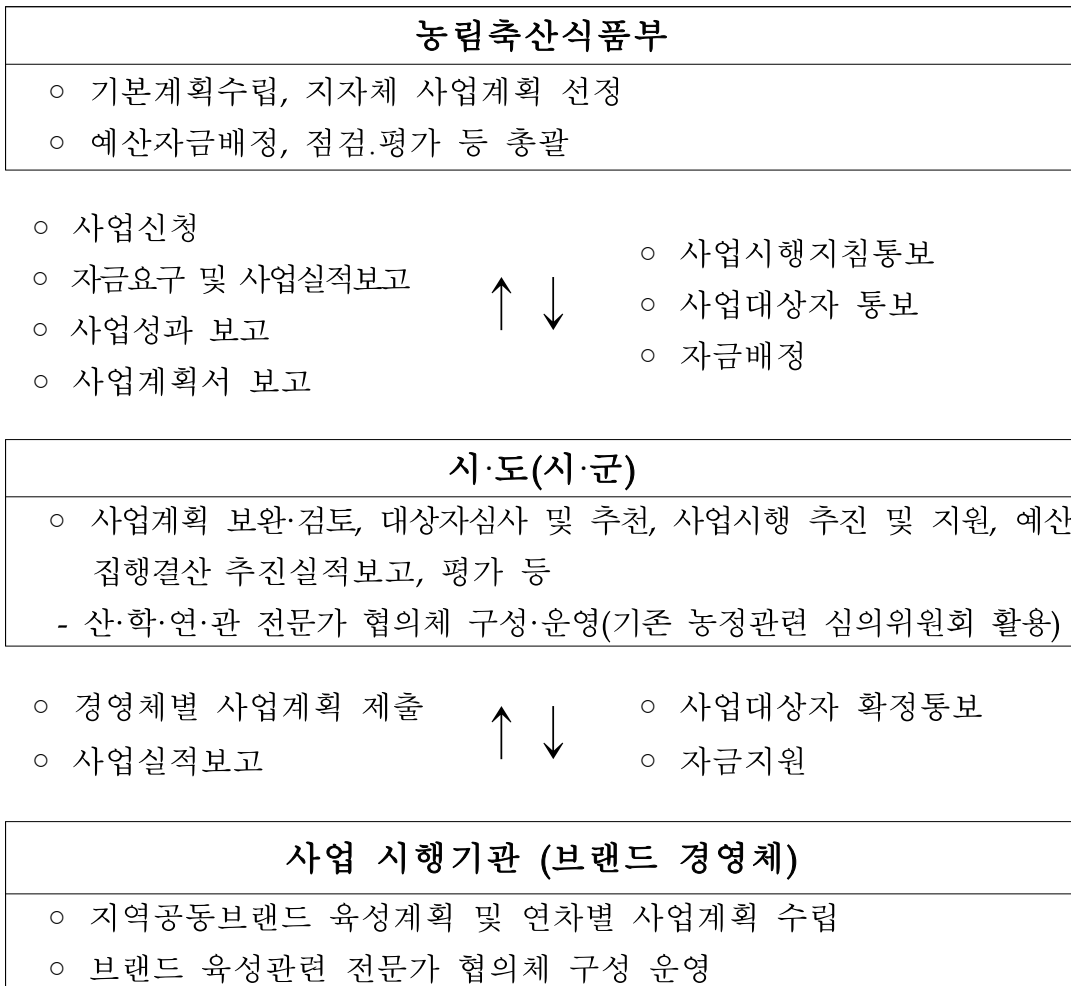 농림축산식품부
○ 기본계획수립, 지자체 사업계획 선정
○ 예산자금배정, 점검.평가 등 총괄
○ 사업신청
○ 자금요구 및 사업실적보고
○ 사업성과 보고
○ 사업계획서 보고
↑ ↓
○ 사업시행지침통보
○ 사업대상자 통보
○ 자금배정
시·도(시·군)
○ 사업계획 보완·검토, 대상자심사 및 추천, 사업시행 추진 및 지원, 예산
집행결산 추진실적보고, 평가 등
- 산·학·연·관 전문가 협의체 구성·운영(기존 농정관련 심의위원회 활용)
○ 경영체별 사업계획 제출
○ 사업실적보고
↑ ↓
○ 사업대상자 확정통보
○ 자금지원
사업 시행기관 (브랜드 경영체)
○ 지역공동브랜드 육성계획 및 연차별 사업계획 수립
○ 브랜드 육성관련 전문가 협의체 구성 운영